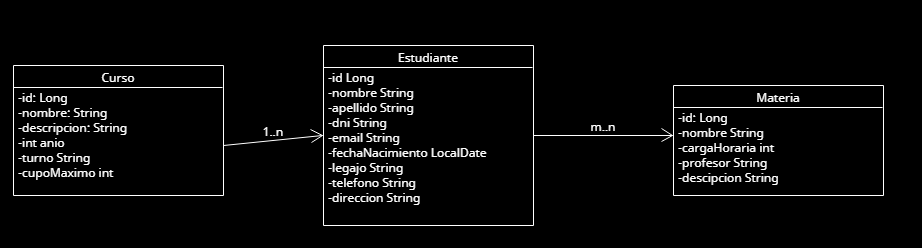 Curso
-id: Long
-nombre: String
-descripcion: String
-int anio
-turno String
-cupoMaximo int
1..n
Estudiante
-id Long
-nombre String
-apellido String
-dni String
-email String
-fechaNacimiento LocalDate
-legajo String
-telefono String
-direccion String
m..n
Materia
-id: Long
-nombre String
-cargaHoraria int
-profesor String
-descipcion String